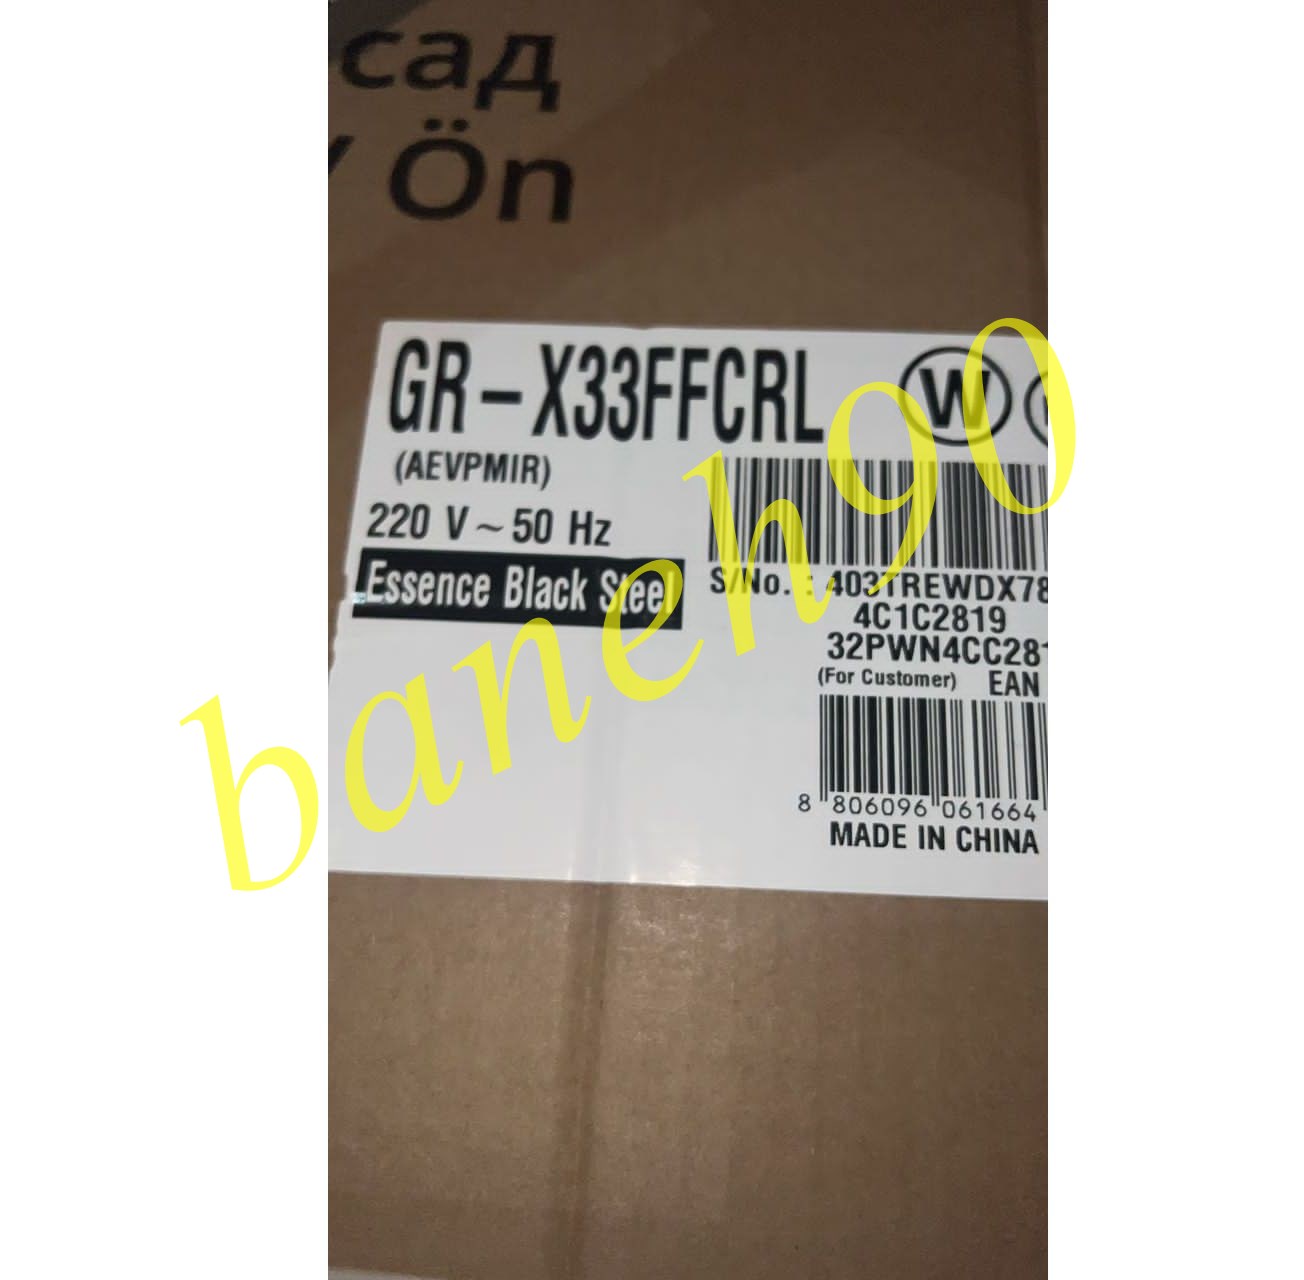 сад
Ön
GR-X33FFCRL W
(AEVPMIR)
220 V ~ 50 Hz
Essence Black Steel
S/No. : 403TREWDX78
4C1C2819
32PWN4CC281
(For Customer) EAN
8 806096 061664
MADE IN CHINA
baneh90